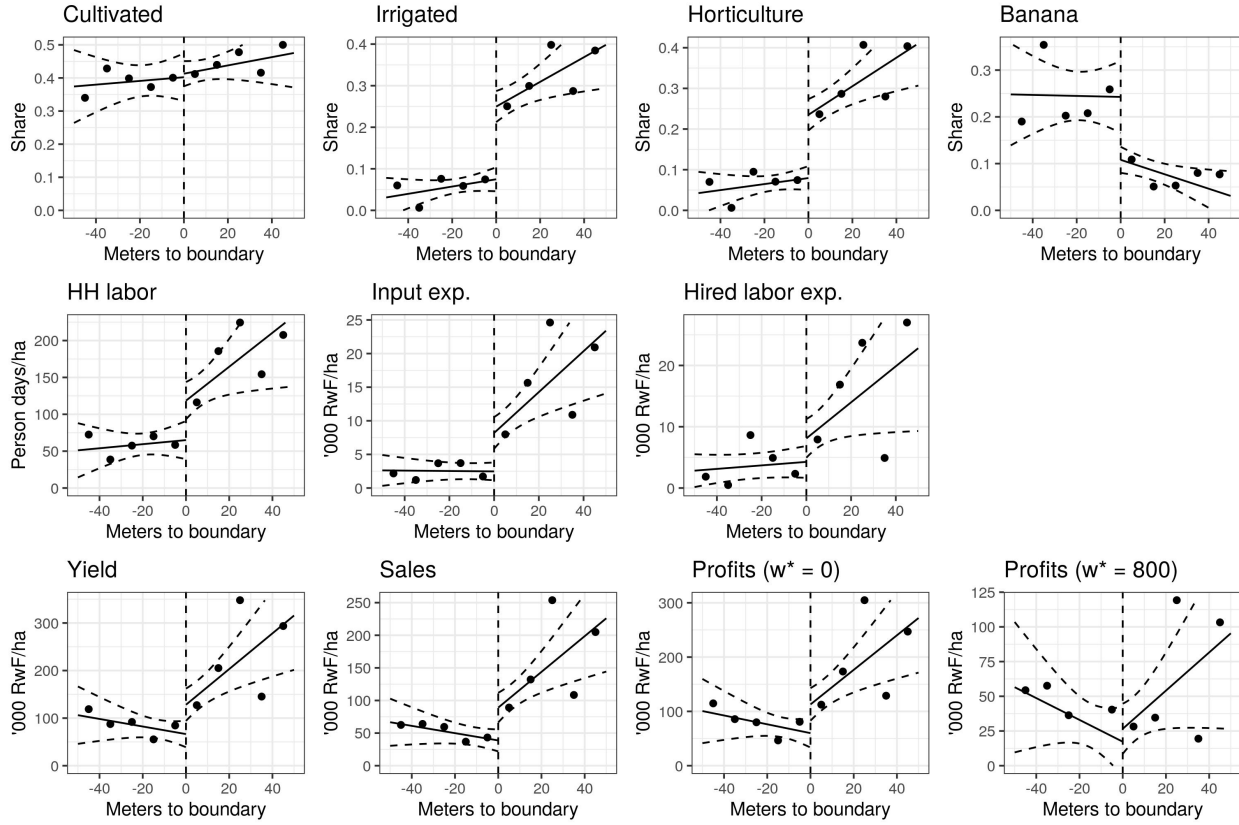 Cultivated
Irrigated
Horticulture
Banana
Share
0.5
0.4
0.3
0.2
0.1
0.0
-40 -20 0 20 40
Meters to boundary
Share
0.4
0.3
0.2
0.1
0.0
-40 -20 0 20 40
Meters to boundary
Share
0.4
0.3
0.2
0.1
0.0
-40 -20 0 20 40
Meters to boundary
Share
0.3
0.2
0.1
0.0
-40 -20 0 20 40
Meters to boundary
HH labor
Input exp.
Hired labor exp.
Person days/ha
200
150
100
50
0
-40 -20 0 20 40
Meters to boundary
'000 RwF/ha
25
20
15
10
5
0
-40 -20 0 20 40
Meters to boundary
'000 RwF/ha
20
10
0
-40 -20 0 20 40
Meters to boundary
Yield
Sales
Profits (w* = 0)
Profits (w* = 800)
'000 RwF/ha
300
200
100
0
-40 -20 0 20 40
Meters to boundary
'000 RwF/ha
250
200
150
100
50
0
-40 -20 0 20 40
Meters to boundary
'000 RwF/ha
300
200
100
0
-40 -20 0 20 40
Meters to boundary
'000 RwF/ha
125
100
75
50
25
0
-40 -20 0 20 40
Meters to boundary